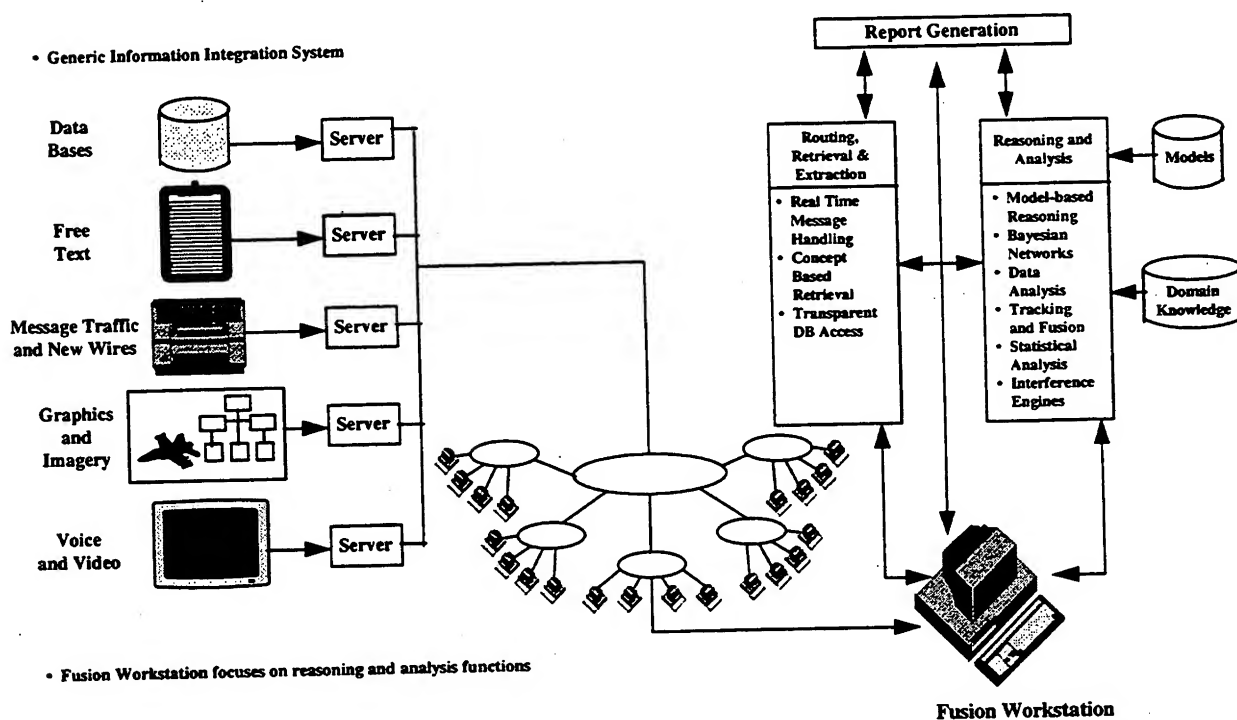 • Generic Information Integration System
Data
Bases
Server
Free
Text
Server
Message Traffic
and New Wires
Server
Graphics
and
Imagery
Server
Voice
and Video
Server
Report Generation
Routing,
Retrieval &
Extraction
• Real Time
Message
Handling
• Concept
Based
Retrieval
• Transparent
DB Access
Reasoning and
Analysis
• Model-based
Reasoning
• Bayesian
Networks
• Data
Analysis
• Tracking
and Fusion
• Statistical
Analysis
• Interference
Engines
Models
Domain
Knowledge
• Fusion Workstation focuses on reasoning and analysis functions
Fusion Workstation